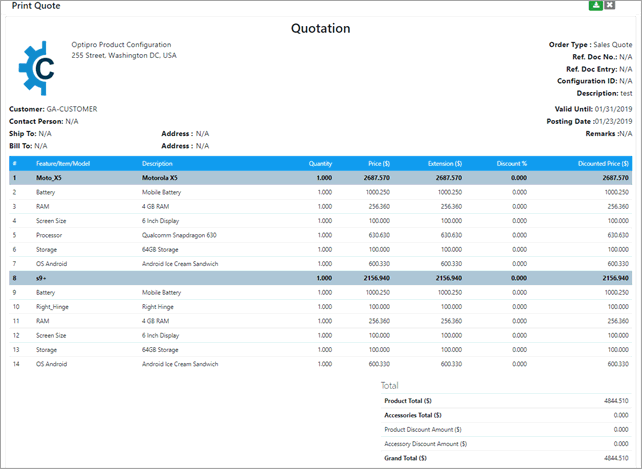 Print Quote
Quotation
C
Optipro Product Configuration
255 Street, Washington DC, USA
Order Type : Sales Quote
Ref. Doc No.: N/A
Ref. Doc Entry: N/A
Configuration ID: N/A
Description: test
Customer: GA-CUSTOMER
Valid Until: 01/31/2019
Contact Person: N/A
Posting Date :01/23/2019
Ship To: N/A Address : N/A
Remarks :N/A
Bill To: N/A Address : N/A
# Feature/Item/Model Description Quantity Price ($) Extension ($) Discount % Dicounted Price ($)
1 Moto_X5 Motorola X5 1.000 2687.570 2687.570 0.000 2687.570
2 Battery Mobile Battery 1.000 1000.250 1000.250 0.000 1000.250
3 RAM 4 GB RAM 1.000 256.360 256.360 0.000 256.360
4 Screen Size 6 Inch Display 1.000 100.000 100.000 0.000 100.000
5 Processor Qualcomm Snapdragon 630 1.000 630.630 630.630 0.000 630.630
6 Storage 64GB Storage 1.000 100.000 100.000 0.000 100.000
7 OS Android Android Ice Cream Sandwich 1.000 600.330 600.330 0.000 600.330
8 s9+ 1.000 2156.940 2156.940 0.000 2156.940
9 Battery Mobile Battery 1.000 1000.250 1000.250 0.000 1000.250
10 Right_Hinge Right Hinge 1.000 100.000 100.000 0.000 100.000
11 RAM 4 GB RAM 1.000 256.360 256.360 0.000 256.360
12 Screen Size 6 Inch Display 1.000 100.000 100.000 0.000 100.000
13 Storage 64GB Storage 1.000 100.000 100.000 0.000 100.000
14 OS Android Android Ice Cream Sandwich 1.000 600.330 600.330 0.000 600.330
Total
Product Total ($) 4844.510
Accessories Total ($) 0.000
Product Discount Amount ($) 0.000
Accessory Discount Amount ($) 0.000
Grand Total ($) 4844.510